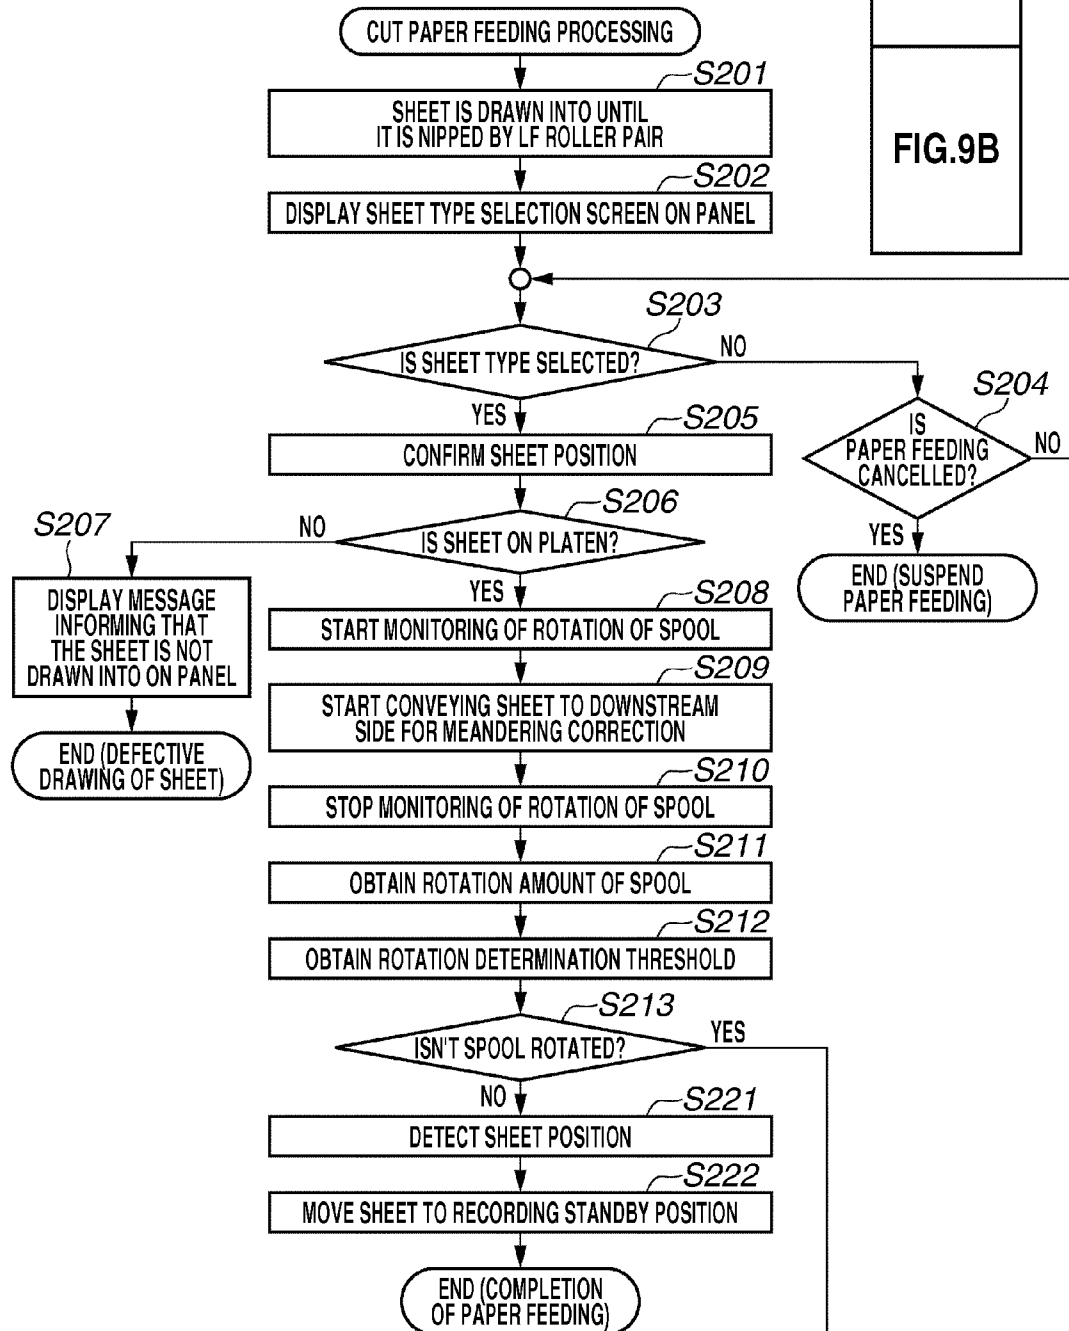 CUT PAPER FEEDING PROCESSING
S201
SHEET IS DRAWN INTO UNTIL
IT IS NIPPED BY LF ROLLER PAIR
FIG.9B
S202
DISPLAY SHEET TYPE SELECTION SCREEN ON PANEL
S203
IS SHEET TYPE SELECTED?
NO
YES
S204
IS
PAPER FEEDING
CANCELLED?
NO
YES
END (SUSPEND
PAPER FEEDING)
S205
CONFIRM SHEET POSITION
S206
IS SHEET ON PLATEN?
NO
YES
S207
DISPLAY MESSAGE
INFORMING THAT
THE SHEET IS NOT
DRAWN INTO ON PANEL
END (DEFECTIVE
DRAWING OF SHEET)
S208
START MONITORING OF ROTATION OF SPOOL
S209
START CONVEYING SHEET TO DOWNSTREAM
SIDE FOR MEANDERING CORRECTION
S210
STOP MONITORING OF ROTATION OF SPOOL
S211
OBTAIN ROTATION AMOUNT OF SPOOL
S212
OBTAIN ROTATION DETERMINATION THRESHOLD
S213
ISN'T SPOOL ROTATED?
YES
NO
S221
DETECT SHEET POSITION
S222
MOVE SHEET TO RECORDING STANDBY POSITION
END (COMPLETION
OF PAPER FEEDING)